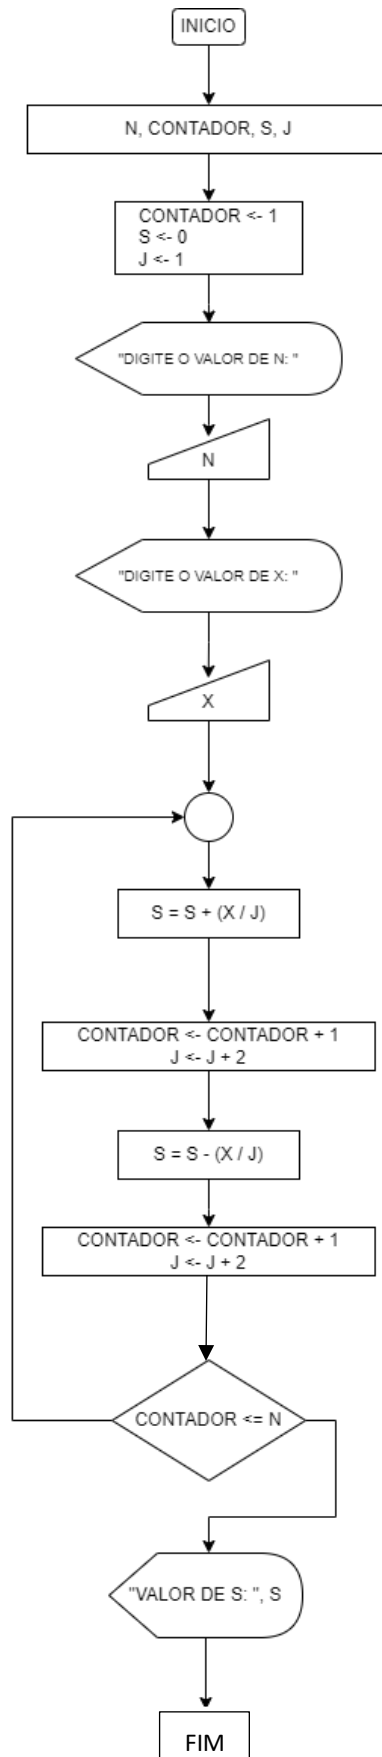 INICIO
N, CONTADOR, S, J
CONTADOR <- 1
S <- 0
J <- 1
"DIGITE O VALOR DE N: "
N
"DIGITE O VALOR DE X: "
X
S = S + (X / J)
CONTADOR <- CONTADOR + 1
J <- J + 2
S = S - (X / J)
CONTADOR <- CONTADOR + 1
J <- J + 2
CONTADOR <= N
"VALOR DE S: ", S
FIM